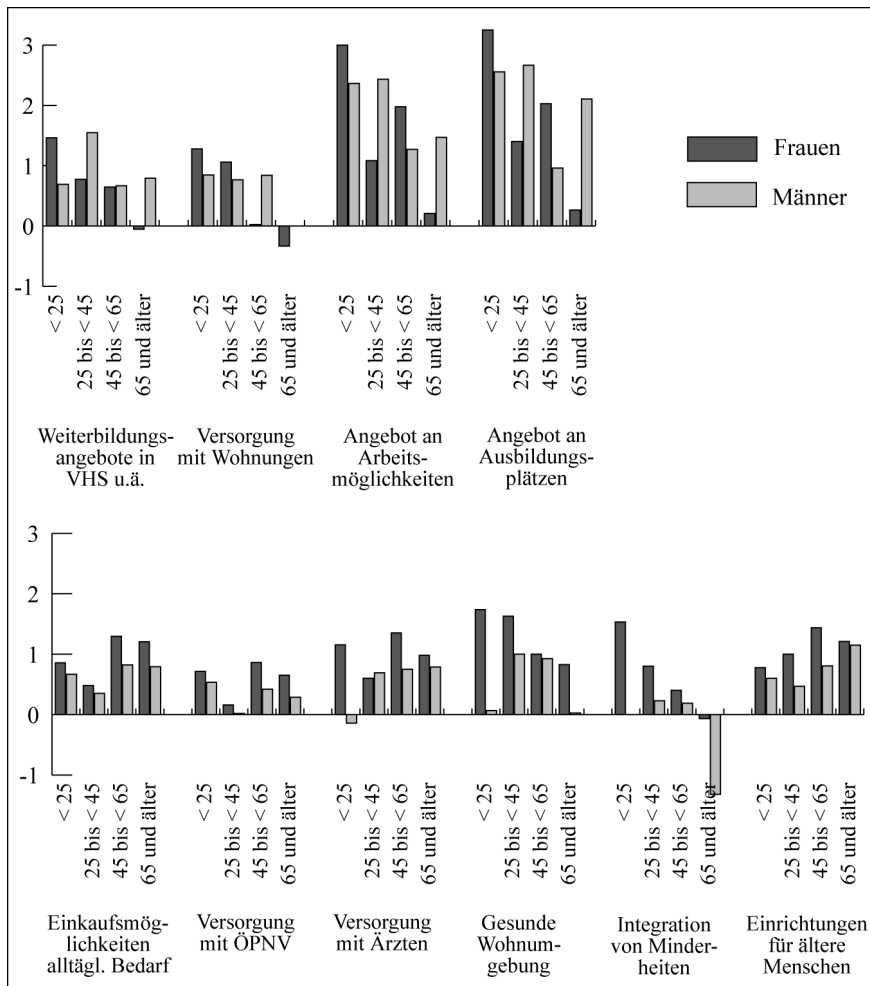 3
2
1
0
-1
Frauen
Männer
< 25
25 bis < 45
45 bis < 65
65 und älter
< 25
25 bis < 45
45 bis < 65
65 und älter
< 25
25 bis < 45
45 bis < 65
65 und älter
< 25
25 bis < 45
45 bis < 65
65 und älter
Weiterbildungs-
angebote in
VHS u.ä.
Versorgung
mit Wohnungen
Angebot an
Arbeits-
möglichkeiten
Angebot an
Ausbildungs-
plätzen
3
2
1
0
-1
< 25
25 bis < 45
45 bis < 65
65 und älter
< 25
25 bis < 45
45 bis < 65
65 und älter
< 25
25 bis < 45
45 bis < 65
65 und älter
< 25
25 bis < 45
45 bis < 65
65 und älter
< 25
25 bis < 45
45 bis < 65
65 und älter
< 25
25 bis < 45
45 bis < 65
65 und älter
Einkaufsmög-
lichkeiten
alltägl. Bedarf
Versorgung
mit ÖPNV
Versorgung
mit Ärzten
Gesunde
Wohnum-
gebung
Integration
von Minder-
heiten
Einrichtungen
für ältere
Menschen